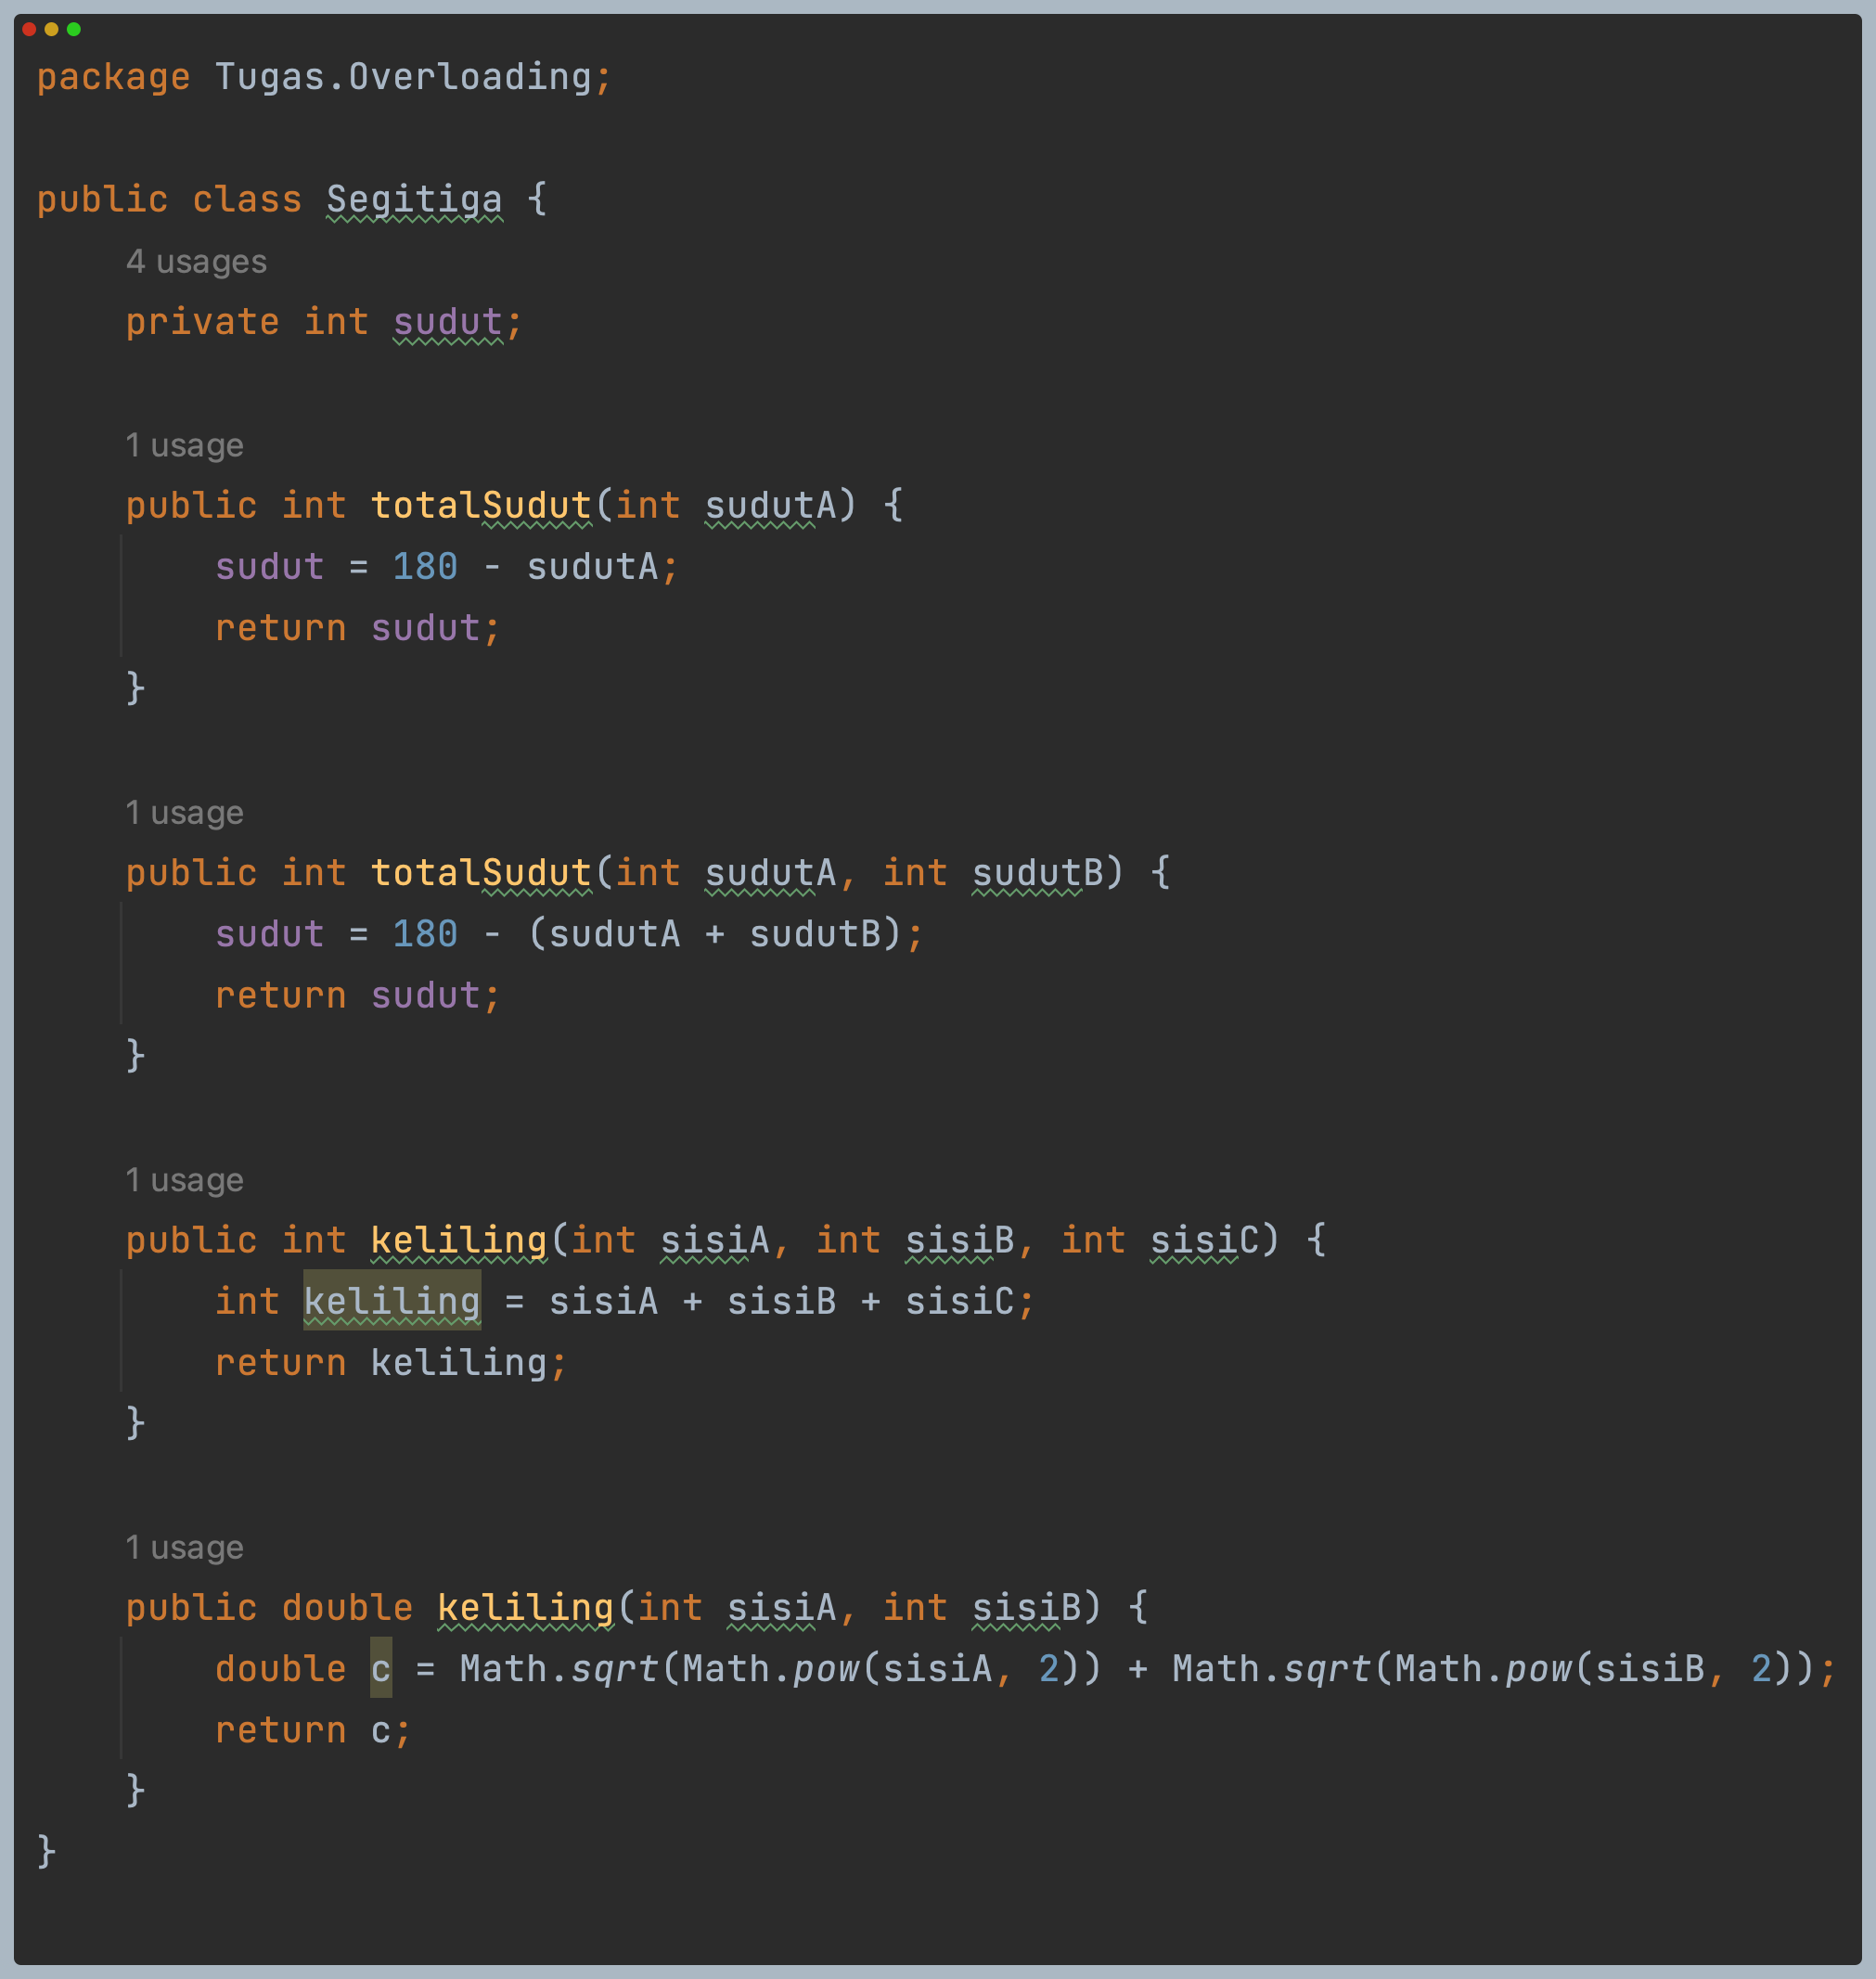 package Tugas.Overloading;
public class Segitiga {
4 usages
private int sudut;
1 usage
public int totalSudut(int sudutA) {
sudut = 180 - sudutA;
return sudut;
}
1 usage
public int totalSudut(int sudutA, int sudutB) {
sudut = 180 - (sudutA + sudutB);
return sudut;
}
1 usage
public int keliling(int sisiA, int sisiB, int sisiC) {
int keliling = sisiA + sisiB + sisiC;
return keliling;
}
1 usage
public double keliling(int sisiA, int sisiB) {
double c = Math.sqrt(Math.pow(sisiA, 2)) + Math.sqrt(Math.pow(sisiB, 2));
return c;
}
}